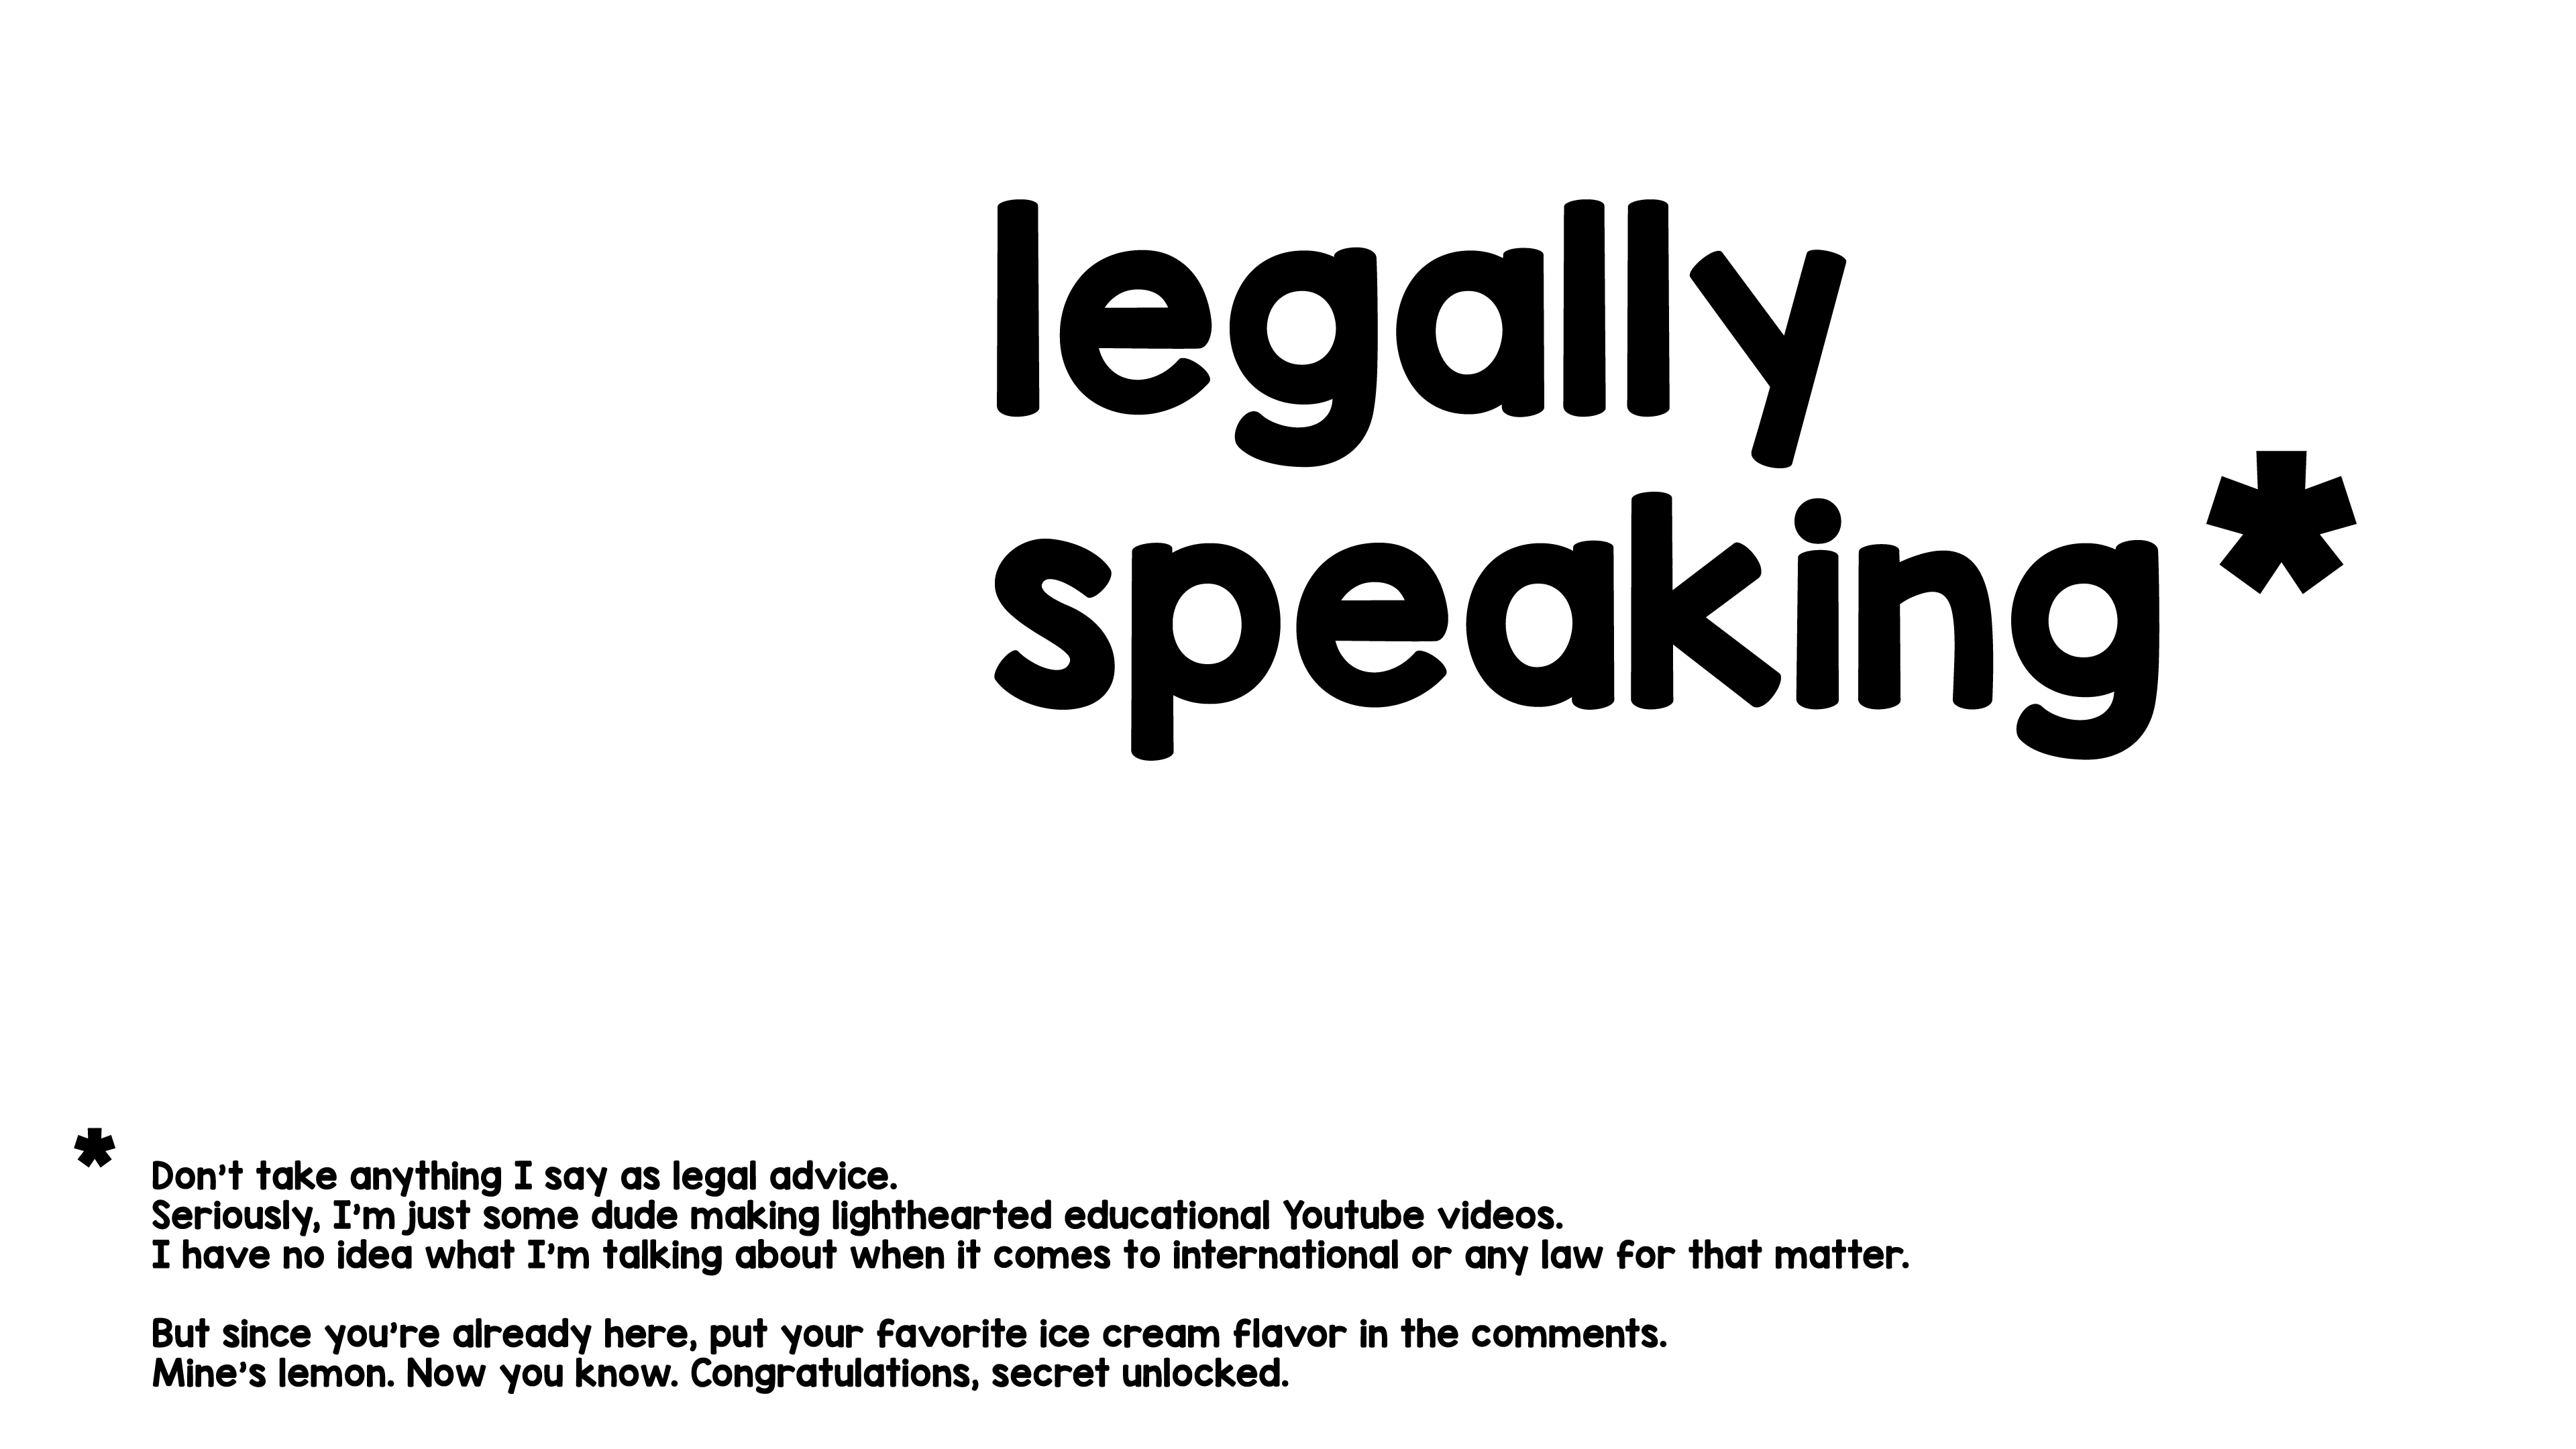 legally
speaking*
* Don't take anything I say as legal advice.
Seriously, I'm just some dude making lighthearted educational Youtube videos.
I have no idea what I'm talking about when it comes to international or any law for that matter.
But since you're already here, put your favorite ice cream flavor in the comments.
Mine's lemon. Now you know. Congratulations, secret unlocked.